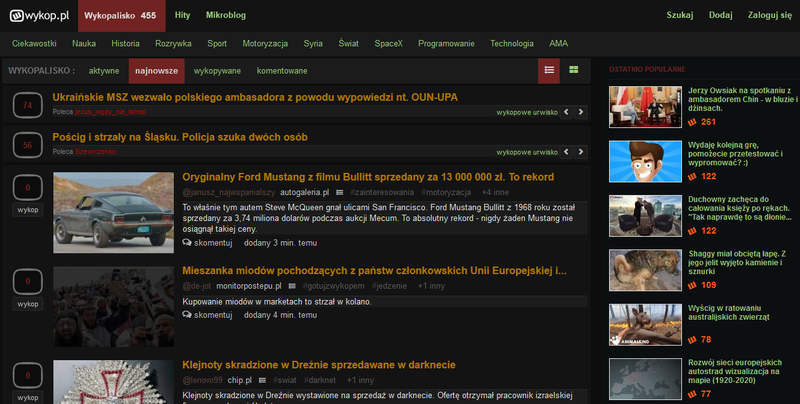 wykop.pl Wykopalisko 455 Hity Mikroblog Szukaj Dodaj Zaloguj się
Ciekawostki Nauka Historia Rozrywka Sport Motoryzacja Syria Świat SpaceX Programowanie Technologia AMA
WYKOPALISKO : aktywne najnowsze wykopywane komentowane
74
Ukraińskie MSZ wezwało polskiego ambasadora z powodu wypowiedzi nt. OUN-UPA
Poleca
wykopowe urwisko
56
Pościg i strzały na Śląsku. Policja szuka dwóch osób
Poleca
wykopowe urwisko
0
wykop
Oryginalny Ford Mustang z filmu Bullitt sprzedany za 13 000 000 zł. To rekord
@janusz_najwspanialszy autogaleria.pl #zainteresowania #motoryzacja +4 inne
To właśnie tym autem Steve McQueen gnał ulicami San Francisco. Ford Mustang Bullitt z 1968 roku został
sprzedany za 3,74 miliona dolarów podczas aukcji Mecum. To absolutny rekord - nigdy żaden Mustang nie
osiągnął takiej ceny.
skomentuj dodany 3 min. temu
0
wykop
Mieszanka miodów pochodzących z państw członkowskich Unii Europejskiej i...
@de-jot monitorpostepu.pl #gotujzwykopem #jedzenie +1 inny
Kupowanie miodów w marketach to strzał w kolano.
skomentuj dodany 4 min. temu
0
wykop
Klejnoty skradzione w Dreźnie sprzedawane w darknecie
@lenovo99 chip.pl #swiat #darknet +1 inny
Klejnoty skradzione w Dreźnie wystawione na sprzedaż w darknecie. Ofertę otrzymał pracownik izraelskiej
OSTATNIO POPULARNE
Jerzy Owsiak na spotkaniu z
ambasadorem Chin - w bluzie i
dżinsach.
261
Wydaję kolejną grę,
pomożecie przetestować i
wypromować? :)
122
Duchowny zachęca do
całowania księży po rękach.
"Tak naprawdę to są dłonie...
122
Shaggy miał obciętą łapę. Z
jego jelit wyjęto kamienie i
sznurki
109
Wyścig w ratowaniu
australijskich zwierząt
78
Rozwój sieci europejskich
autostrad wizualizacja na
mapie (1920-2020)
77